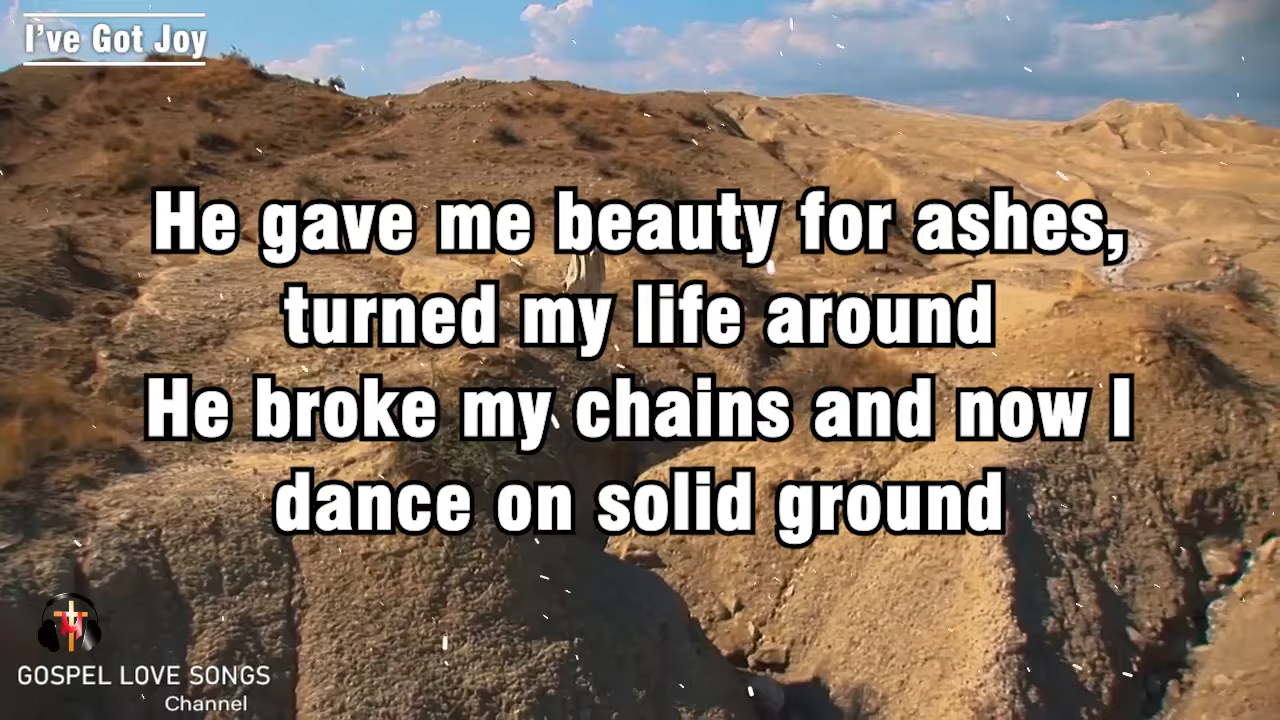 I've Got Joy
He gave me beauty for ashes,
turned my life around
He broke my chains and now I
dance on solid ground
GOSPEL LOVE SONGS
Channel